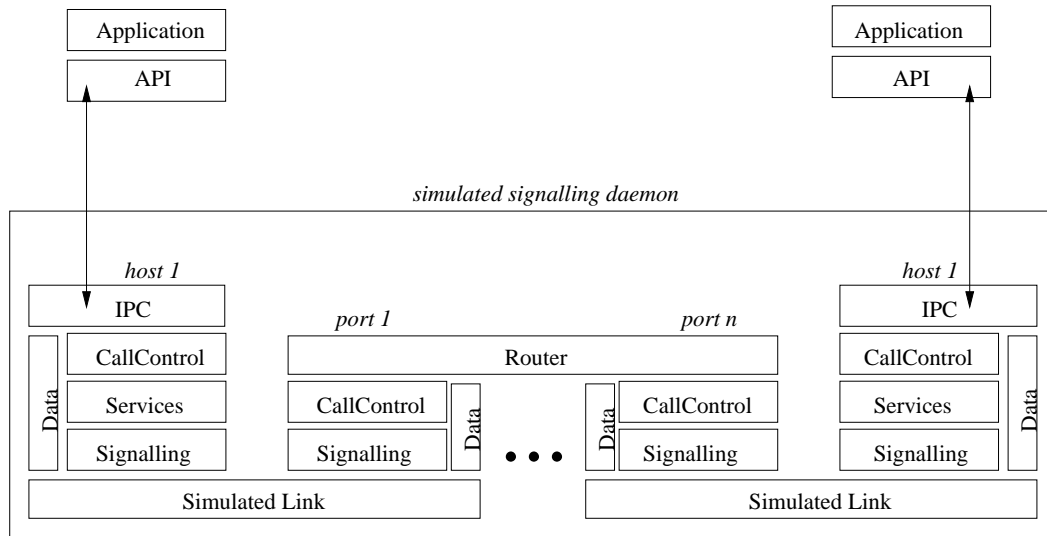 Application
Application
API
API
simulated signalling daemon
host 1
host 1
IPC
IPC
port 1
port n
CallControl
Router
CallControl
Data
Services
CallControl
Data
Data
CallControl
Services
Data
Signalling
Signalling
Signalling
Signalling
Simulated Link
Simulated Link